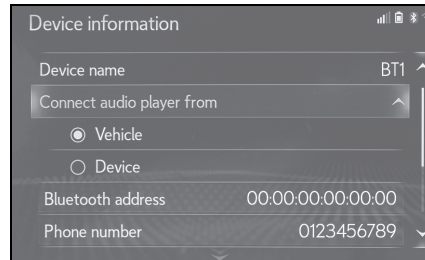 Device information
Device name BT1
Connect audio player from
Vehicle
Device
Bluetooth address 00:00:00:00:00:00
Phone number 0123456789